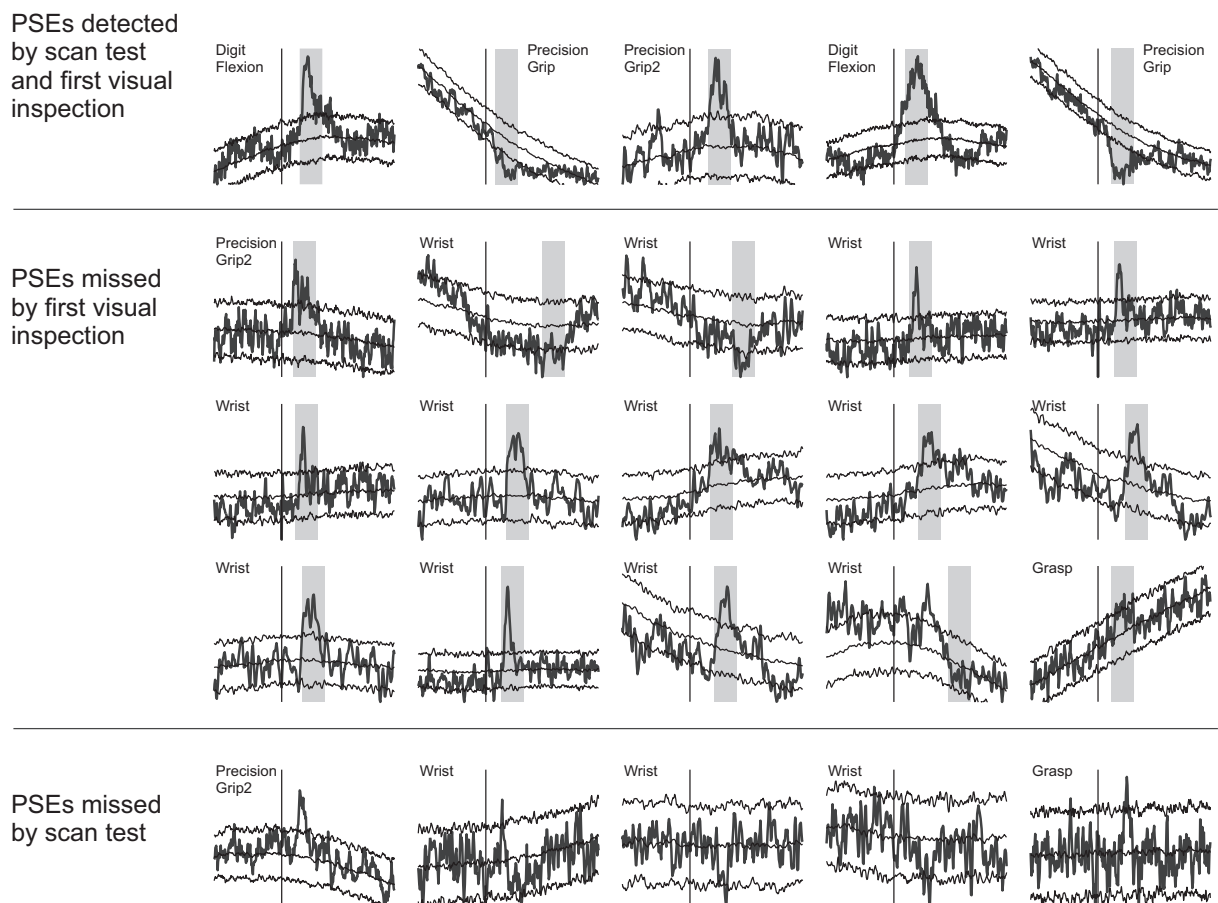 PSEs detected
by scan test
and first visual
inspection
Digit
Flexion
Precision
Grip
Precision
Grip2
Digit
Flexion
Precision
Grip
PSEs missed
by first visual
inspection
Precision
Grip2
Wrist
Wrist
Wrist
Wrist
Wrist
Wrist
Wrist
Wrist
Wrist
Wrist
Wrist
Wrist
Wrist
Grasp
PSEs missed
by scan test
Precision
Grip2
Wrist
Wrist
Wrist
Grasp